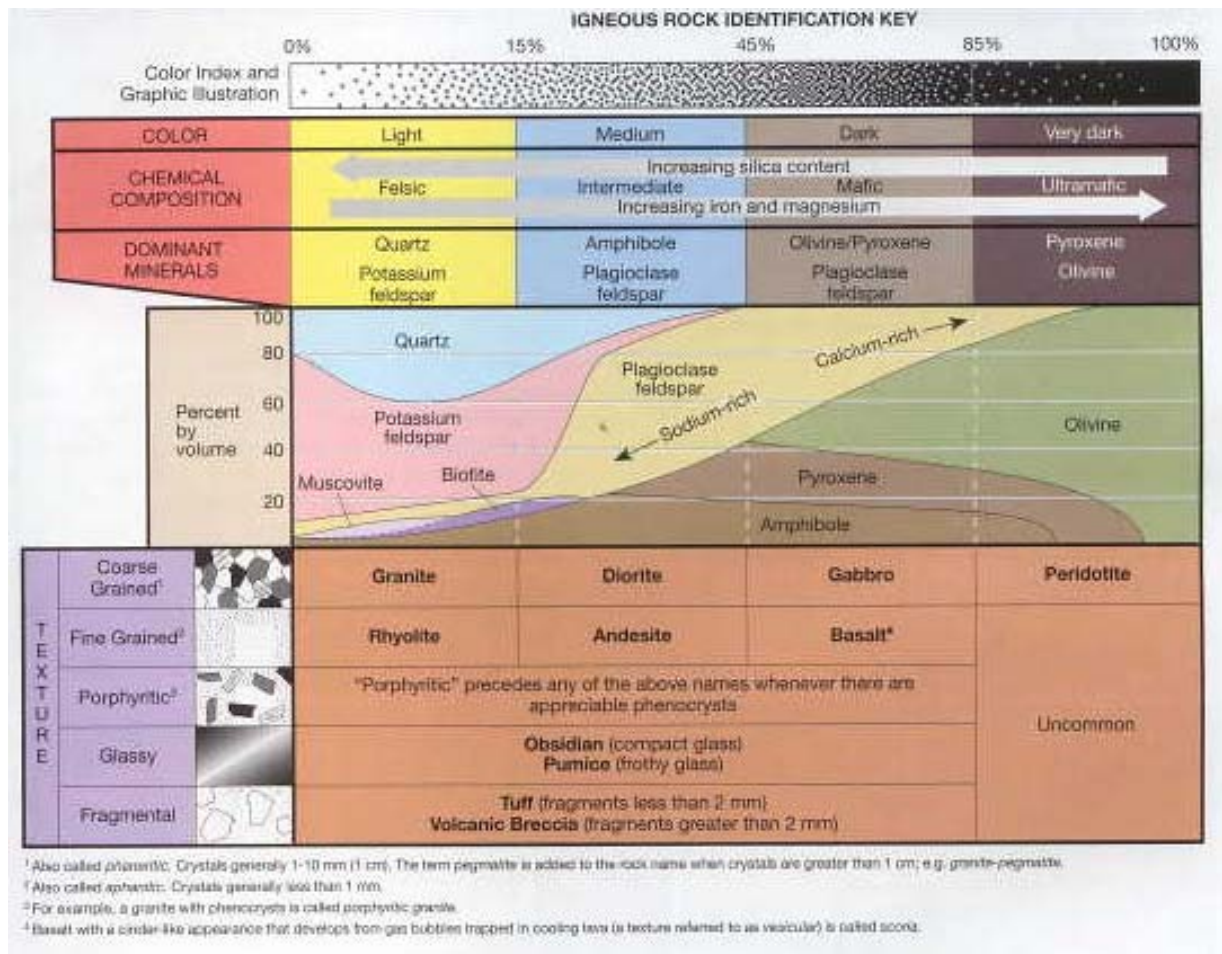 IGNEOUS ROCK IDENTIFICATION KEY
0% 15% 45% 85% 100%
Color Index and
Graphic Illustration
COLOR Light Medium Dark Very dark
CHEMICAL
COMPOSITION
Increasing silica content
Felsic Intermediate Mafic Ultramafic
Increasing iron and magnesium
DOMINANT
MINERALS
Quartz Amphibole Olivine/Pyroxene Pyroxene
Potassium
feldspar
Plagioclase
feldspar
Plagioclase
feldspar
Olivine
Percent
by
volume
100
80
60
40
20
Quartz
Potassium
feldspar
Muscovite
Biotite
Plagioclase
feldspar
Sodium-rich
Calcium-rich
Olivine
Pyroxene
Amphibole
TEXTURE
Coarse
Grained¹
Granite Diorite Gabbro Peridotite
Fine Grained²
Rhyolite Andesite Basalt⁴
Porphyritic³
"Porphyritic" precedes any of the above names whenever there are
appreciable phenocrysts
Uncommon
Glassy
Obsidian (compact glass)
Pumice (frothy glass)
Fragmental
Tuff (fragments less than 2 mm)
Volcanic Breccia (fragments greater than 2 mm)
¹Also called phaneritic. Crystals generally 1-10 mm (1 cm). The term pegmatite is added to the rock name when crystals are greater than 1 cm; e.g. granite-pegmatite.
²Also called aphanitic. Crystals generally less than 1 mm.
³For example, a granite with phenocrysts is called porphyritic granite.
⁴Basalt with a cinder-like appearance that develops from gas bubbles trapped in cooling lava (a texture referred to as vesicular) is called scoria.